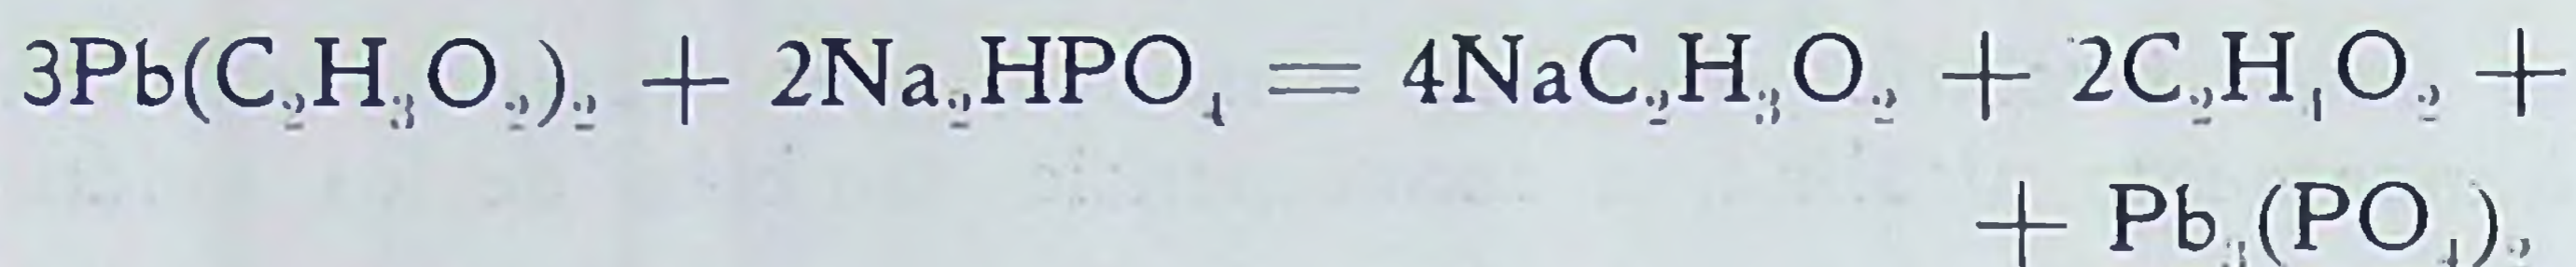 3Pb(C₂H₃O₂)₂ + 2Na₂HPO₄ = 4NaC₂H₃O₂ + 2C₂H₄O₂ +
+ Pb₃(PO₄)₂